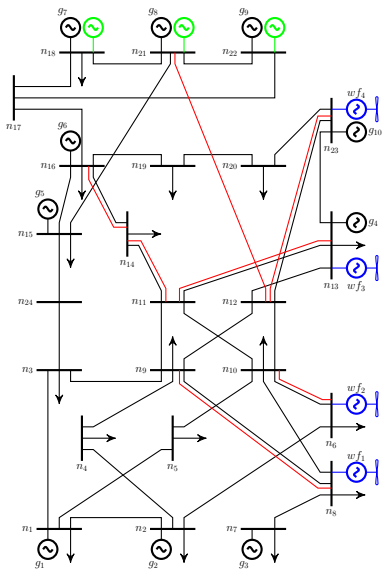 g7 g8 g9
n18 n21 n22
n17
wf4
g10
n23
g6
n16 n19 n20
g5
n15
n14
g4
wf3
n13
n24 n11 n12
n3 n9 n10
wf2
n6
n4 n5
wf1
n8
n1 n2 n7
g1 g2 g3